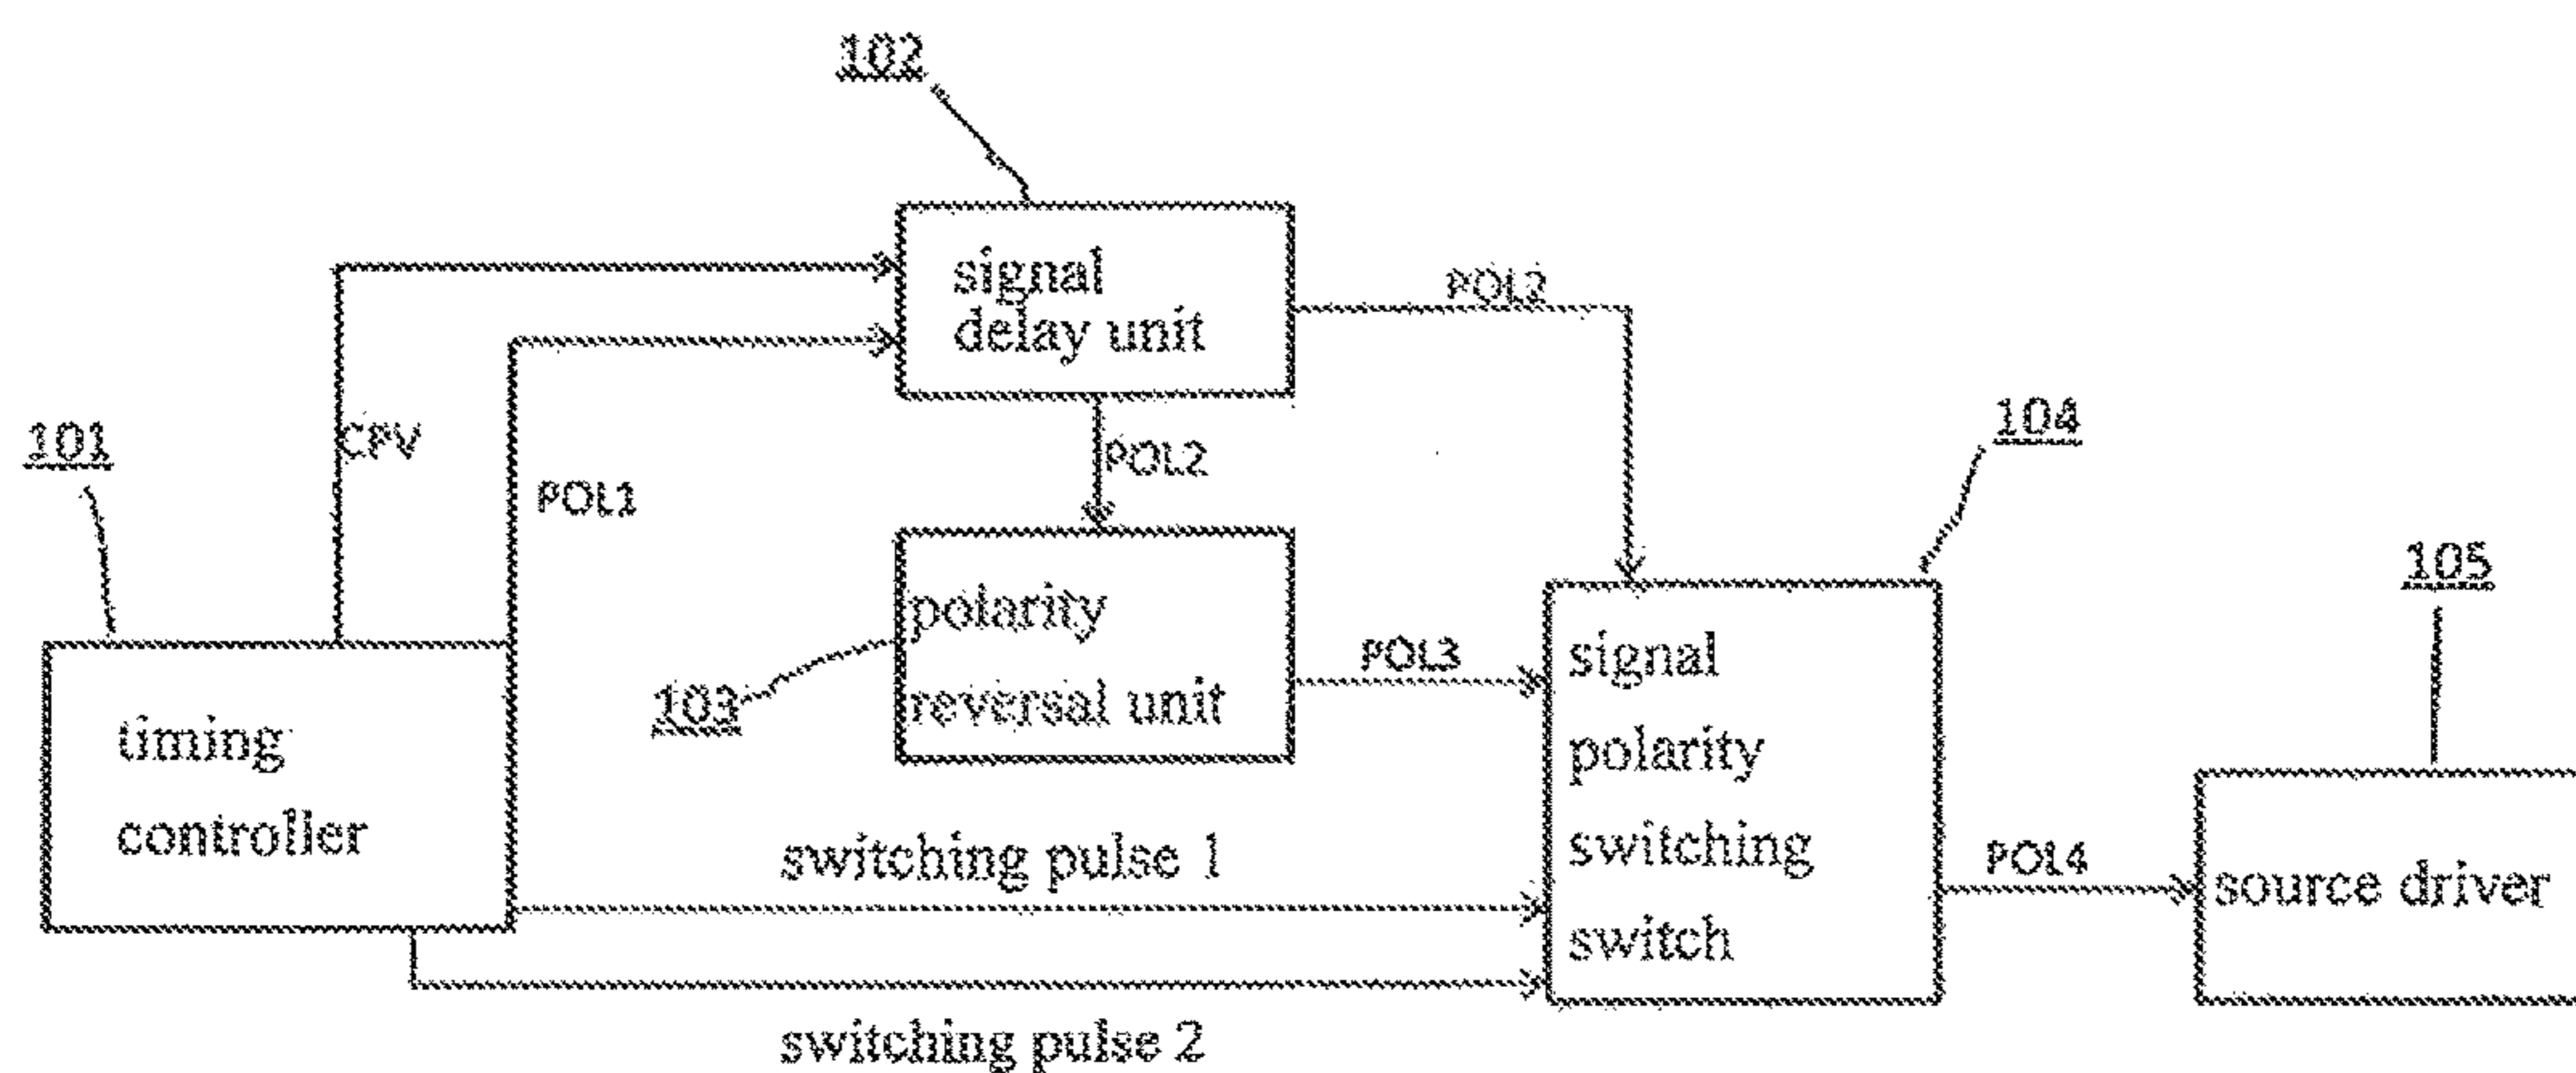 102
signal
delay unit
POL2
CPV
POL1
POL2
101
104
105
polarity
reversal unit
103
POL3
timing
controller
signal
polarity
switching
switch
switching pulse 1
POL4
source driver
switching pulse 2